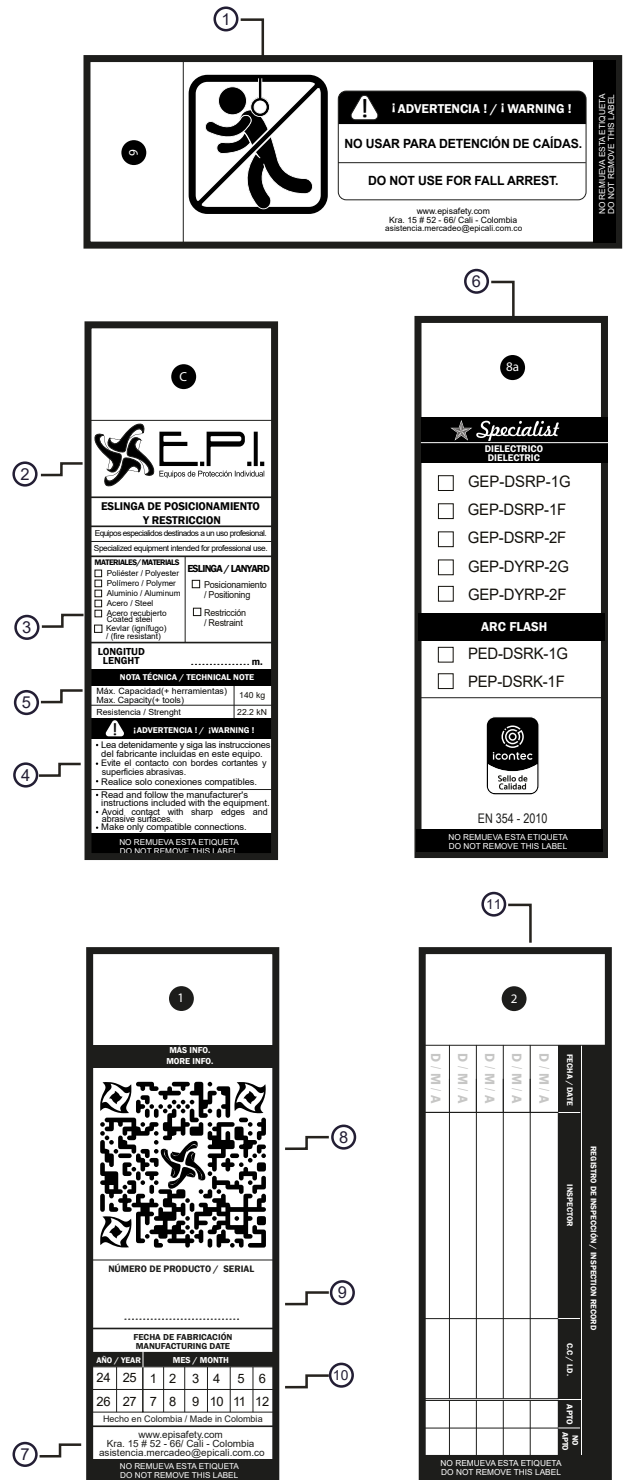 1
6
¡ ADVERTENCIA ! / ¡ WARNING !
NO USAR PARA DETENCIÓN DE CAÍDAS.
DO NOT USE FOR FALL ARREST.
www.episafety.com
Kra. 15 # 52 - 66/ Cali - Colombia
asistencia.mercadeo@epicali.com.co
NO REMUEVA ESTA ETIQUETA
DO NOT REMOVE THIS LABEL
C
2
E.P.I.
Equipos de Protección Individual
ESLINGA DE POSICIONAMIENTO
Y RESTRICCION
Equipos especialidos destinados a un uso profesional.
Specialized equipment intended for professional use.
MATERIALES/ MATERIALS
Poliéster / Polyester
Polímero / Polymer
Aluminio / Aluminum
Acero / Steel
Acero recubierto
Coated steel
Kevlar (ignífugo)
/ (fire resistant)
3
ESLINGA / LANYARD
Posicionamiento
/ Positioning
Restricción
/ Restraint
LONGITUD
LENGHT ................. m.
NOTA TÉCNICA / TECHNICAL NOTE
5
Máx. Capacidad(+ herramientas)
Max. Capacity(+ tools) 140 kg
Resistencia / Strenght 22.2 kN
¡ADVERTENCIA ! / ¡WARNING !
4
• Lea detenidamente y siga las instrucciones
del fabricante incluidas en este equipo.
• Evite el contacto con bordes cortantes y
superficies abrasivas.
• Realice solo conexiones compatibles.
• Read and follow the manufacturer's
instructions included with the equipment.
• Avoid contact with sharp edges and
abrasive surfaces.
• Make only compatible connections.
NO REMUEVA ESTA ETIQUETA
DO NOT REMOVE THIS LABEL
6
8a
Specialist
DIELECTRICO
DIELECTRIC
GEP-DSRP-1G
GEP-DSRP-1F
GEP-DSRP-2F
GEP-DYRP-2G
GEP-DYRP-2F
ARC FLASH
PED-DSRK-1G
PEP-DSRK-1F
icontec
Sello de
Calidad
EN 354 - 2010
NO REMUEVA ESTA ETIQUETA
DO NOT REMOVE THIS LABEL
1
MÁS INFO.
MORE INFO.
8
NÚMERO DE PRODUCTO / SERIAL
..............................
9
FECHA DE FABRICACIÓN
MANUFACTURING DATE
AÑO / YEAR MES / MONTH
24 25 1 2 3 4 5 6
26 27 7 8 9 10 11 12
10
Hecho en Colombia / Made in Colombia
www.episafety.com
Kra. 15 # 52 - 66/ Cali - Colombia
asistencia.mercadeo@epicali.com.co
7
NO REMUEVA ESTA ETIQUETA
DO NOT REMOVE THIS LABEL
11
2
REGISTRO DE INSPECCIÓN / INSPECTION RECORD
FECHA / DATE INSPECTOR C.C / I.D. APTO NO APTO
D / M / A
D / M / A
D / M / A
D / M / A
D / M / A
NO REMUEVA ESTA ETIQUETA
DO NOT REMOVE THIS LABEL